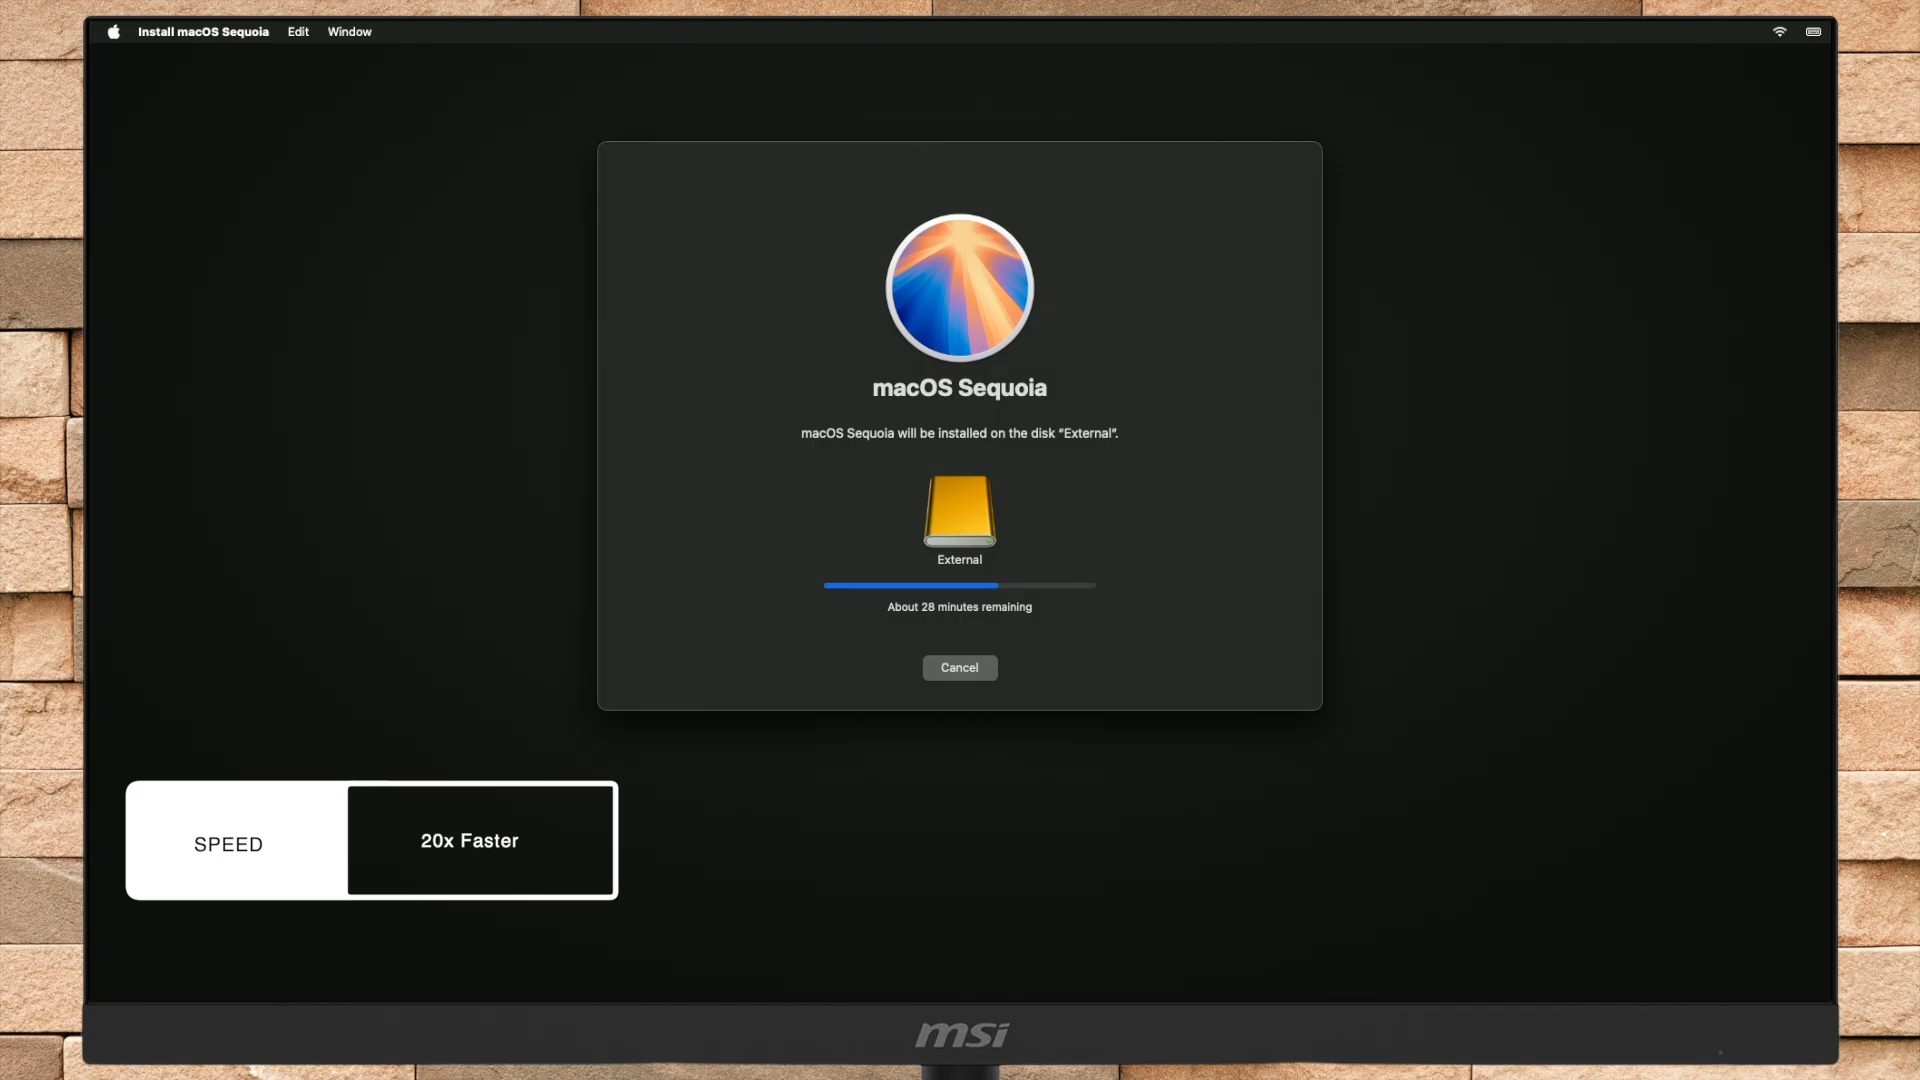 Install macOS Sequoia Edit Window
macOS Sequoia
macOS Sequoia will be installed on the disk “External”.
External
About 28 minutes remaining
Cancel
SPEED
20x Faster
msi